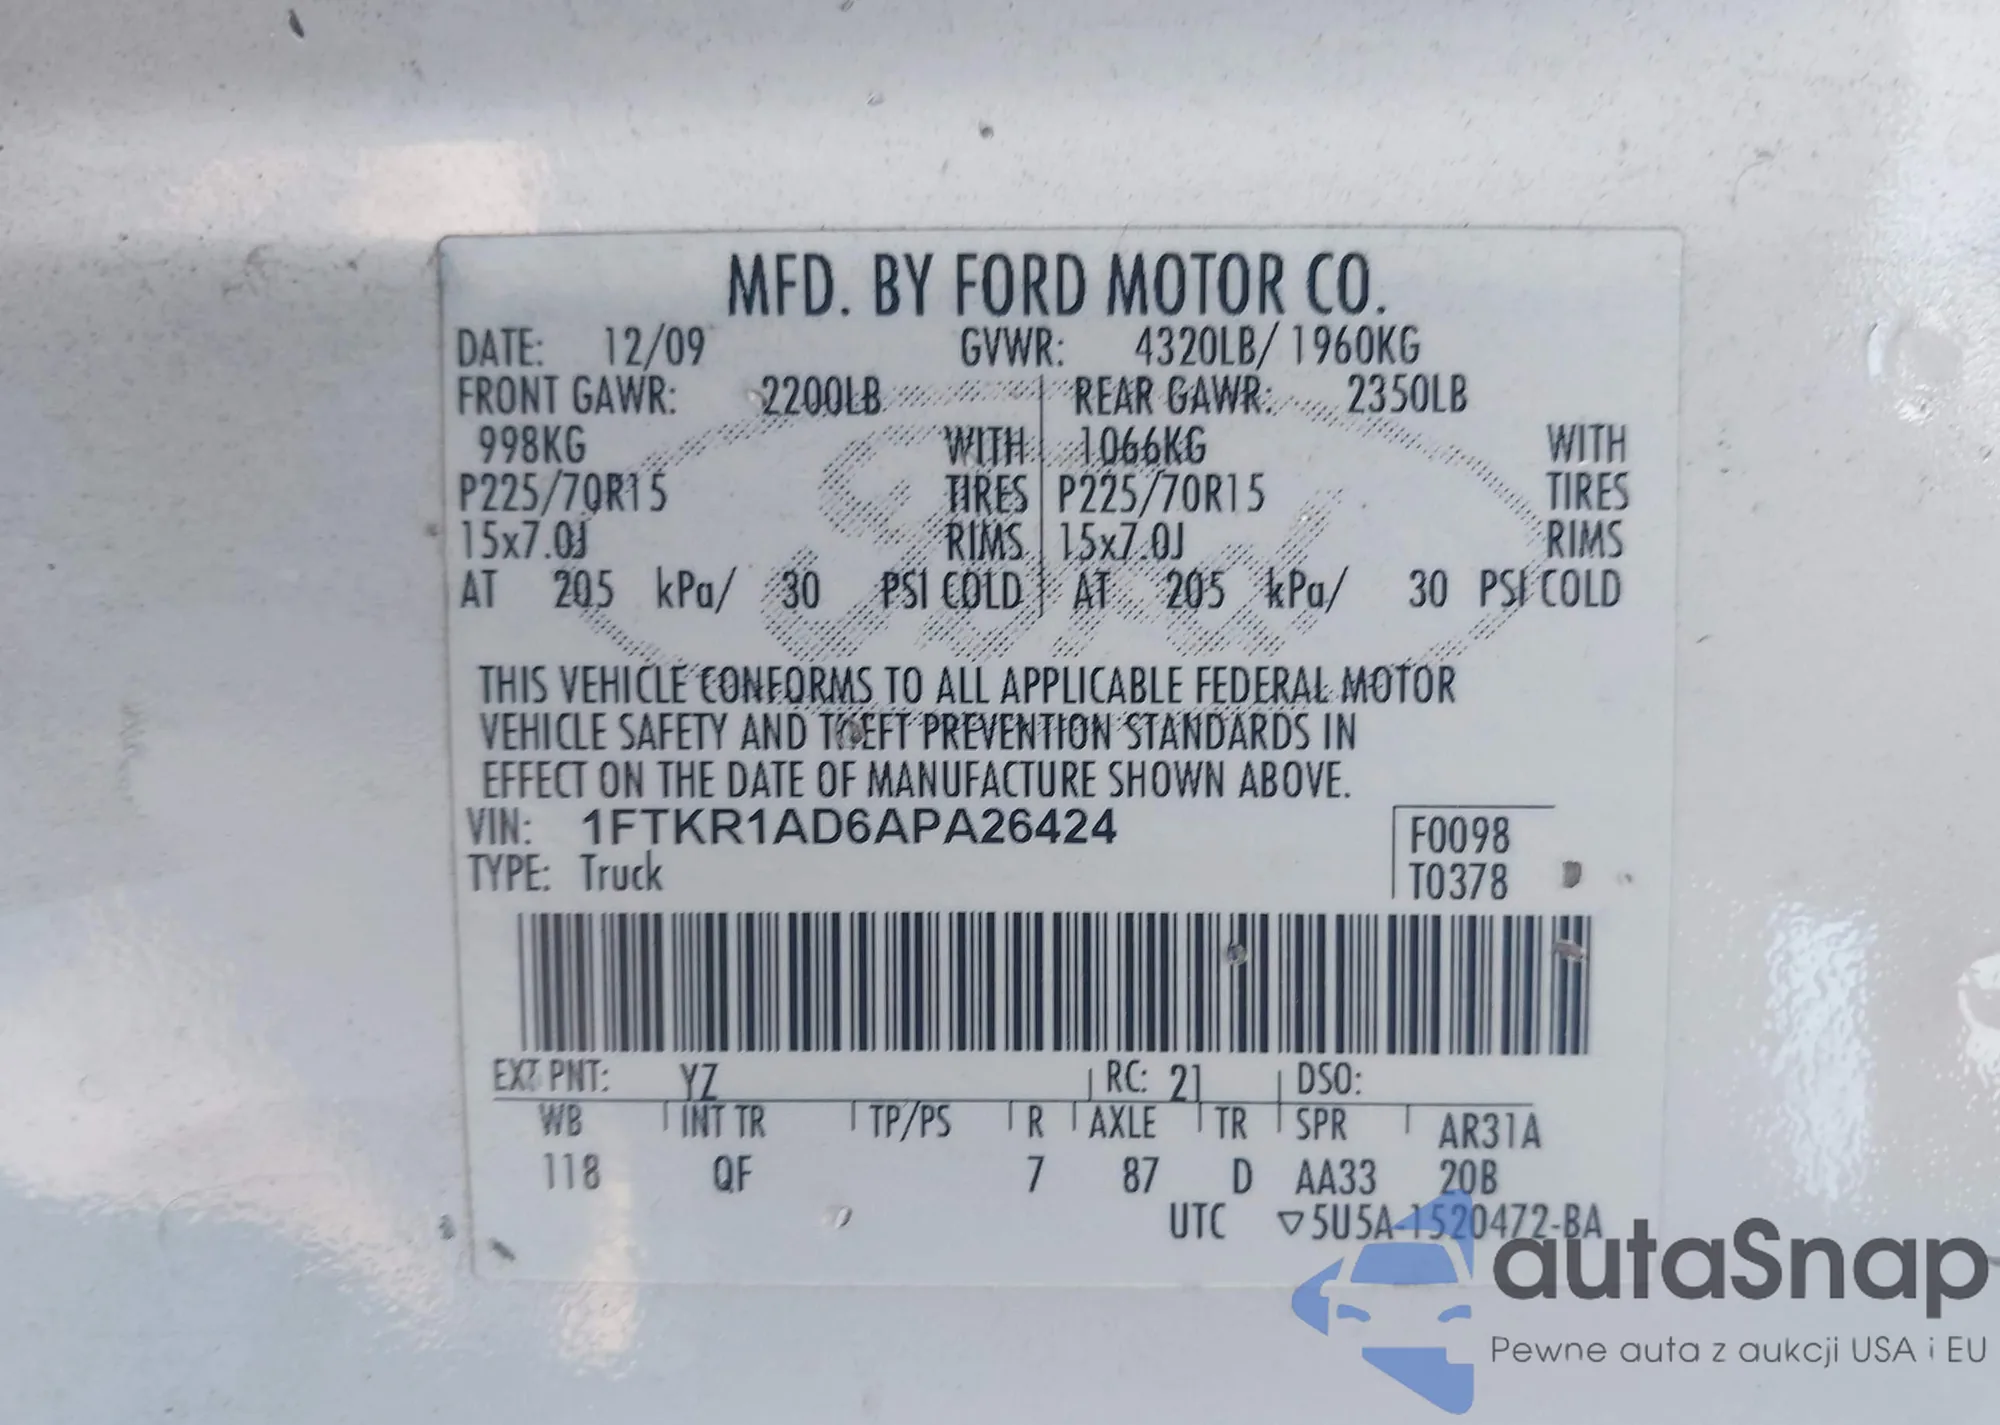 MFD. BY FORD MOTOR CO.
DATE: 12/09 GVWR: 4320LB/ 1960KG
FRONT GAWR: 2200LB REAR GAWR: 2350LB
998KG WITH 1066KG WITH
P225/70R15 TIRES P225/70R15 TIRES
15x7.0J RIMS 15x7.0J RIMS
AT 205 kPa/ 30 PSI COLD AT 205 kPa/ 30 PSI COLD
THIS VEHICLE CONFORMS TO ALL APPLICABLE FEDERAL MOTOR
VEHICLE SAFETY AND THEFT PREVENTION STANDARDS IN
EFFECT ON THE DATE OF MANUFACTURE SHOWN ABOVE.
VIN: 1FTKR1AD6APA26424 F0098
TYPE: Truck T0378
EXT PNT: YZ RC: 21 DSO:
WB INT TR TP/PS R AXLE TR SPR AR31A
118 QF 7 87 D AA33 20B
UTC ▽5U5A-1520472-BA
Ford
autaSnap
Pewne auta z aukcji USA i EU